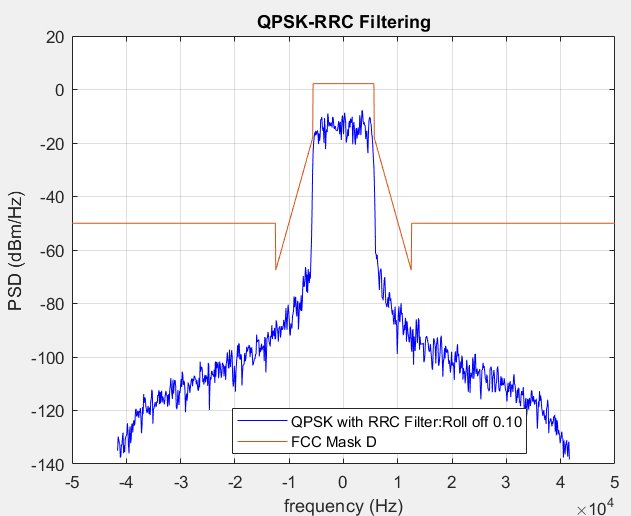 QPSK-RRC Filtering
20
0
-20
-40
-60
-80
-100
-120
-140
PSD (dBm/Hz)
QPSK with RRC Filter:Roll off 0.10
FCC Mask D
-5 -4 -3 -2 -1 0 1 2 3 4 5
frequency (Hz)
×10⁴